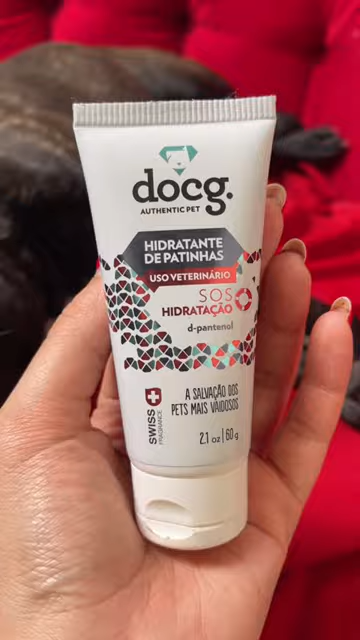 docg.
AUTHENTIC PET
HIDRATANTE
DE PATINHAS
USO VETERINÁRIO
SOS
HIDRATAÇÃO
d-pantenol
SWISS
FRAGRANCE
A SALVAÇÃO DOS
PETS MAIS VAIDOSOS
2.1 oz | 60 g